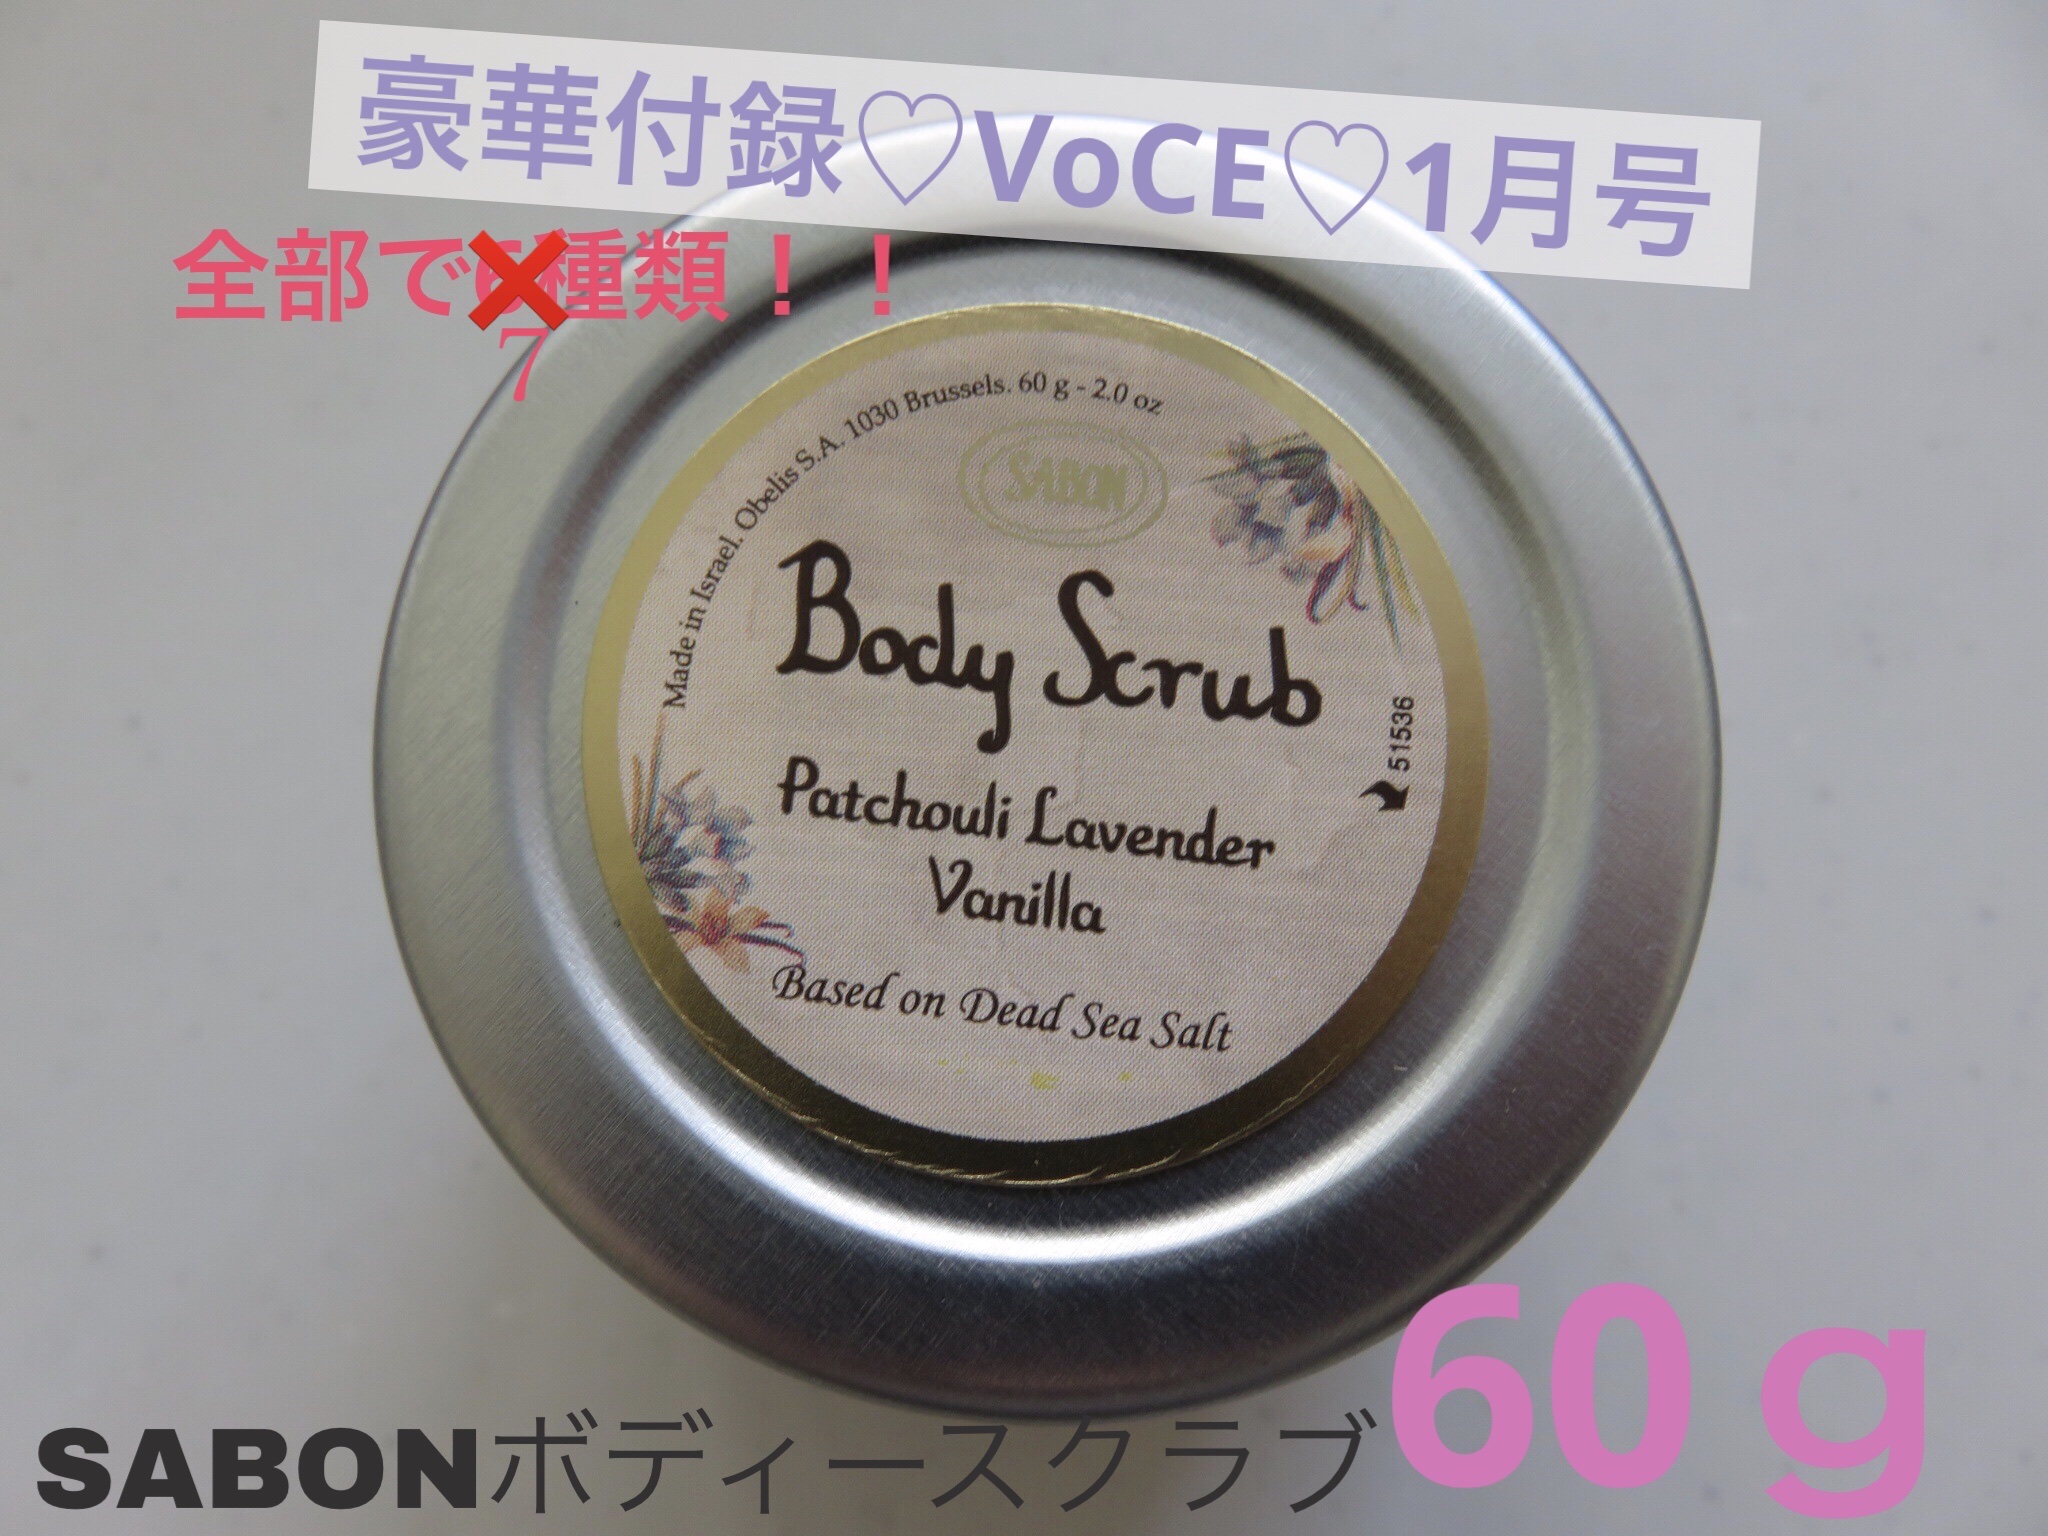 豪華付録♡VoCE♡1月号
全部で6種類！！
7
Made in Israel. Obelis S.A. 1030 Brussels. 60 g - 2.0 oz
SABON
Body Scrub
51536
Patchouli Lavender
Vanilla
Based on Dead Sea Salt
60g
SABONボディースクラブ